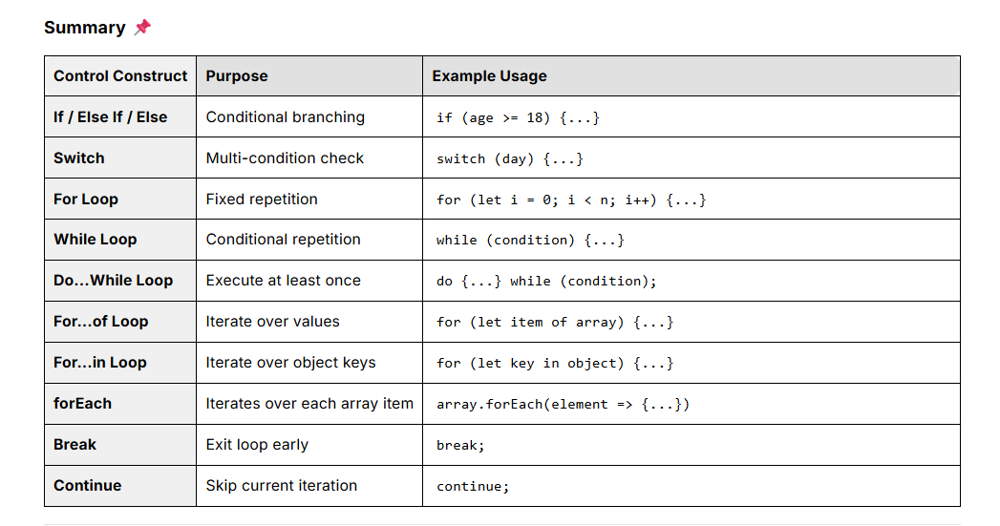 Summary 📌
Control Construct Purpose Example Usage
If / Else If / Else Conditional branching if (age >= 18) {...}
Switch Multi-condition check switch (day) {...}
For Loop Fixed repetition for (let i = 0; i < n; i++) {...}
While Loop Conditional repetition while (condition) {...}
Do...While Loop Execute at least once do {...} while (condition);
For...of Loop Iterate over values for (let item of array) {...}
For...in Loop Iterate over object keys for (let key in object) {...}
forEach Iterates over each array item array.forEach(element => {...})
Break Exit loop early break;
Continue Skip current iteration continue;